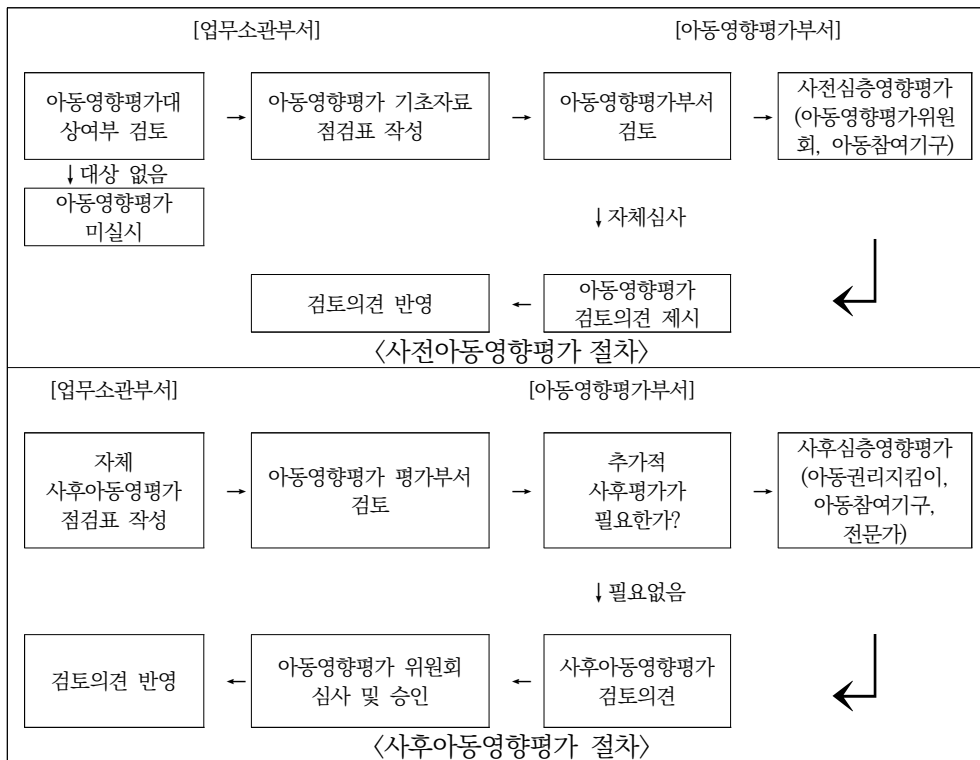 [업무소관부서] [아동영향평가부서]
아동영향평가대
상여부 검토
→
아동영향평가 기초자료
점검표 작성
→
아동영향평가부서
검토
→
사전심층영향평가
(아동영향평가위원
회, 아동참여기구)
↓대상 없음
아동영향평가
미실시
↓자체심사
검토의견 반영
←
아동영향평가
검토의견 제시
〈사전아동영향평가 절차〉
[업무소관부서] [아동영향평가부서]
자체
사후아동영평가
점검표 작성
→
아동영향평가 평가부서
검토
→
추가적
사후평가가
필요한가?
→
사후심층영향평가
(아동권리지킴이,
아동참여기구,
전문가)
↓필요없음
검토의견 반영
←
아동영향평가 위원회
심사 및 승인
←
사후아동영향평가
검토의견
〈사후아동영향평가 절차〉